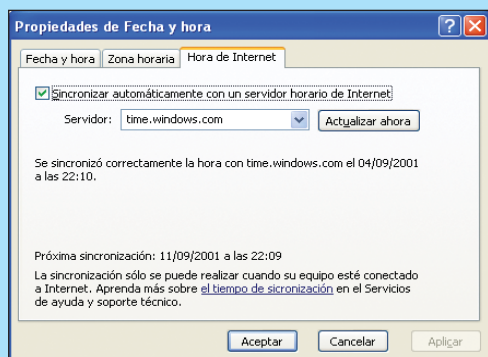 Propiedades de Fecha y hora
Fecha y hora Zona horaria Hora de Internet
Sincronizar automáticamente con un servidor horario de Internet
Servidor: time.windows.com Actualizar ahora
Se sincronizó correctamente la hora con time.windows.com el 04/09/2001
a las 22:10.
Próxima sincronización: 11/09/2001 a las 22:09
La sincronización sólo se puede realizar cuando su equipo esté conectado
a Internet. Aprenda más sobre el tiempo de sicronización en el Servicios
de ayuda y soporte técnico.
Aceptar Cancelar Aplicar